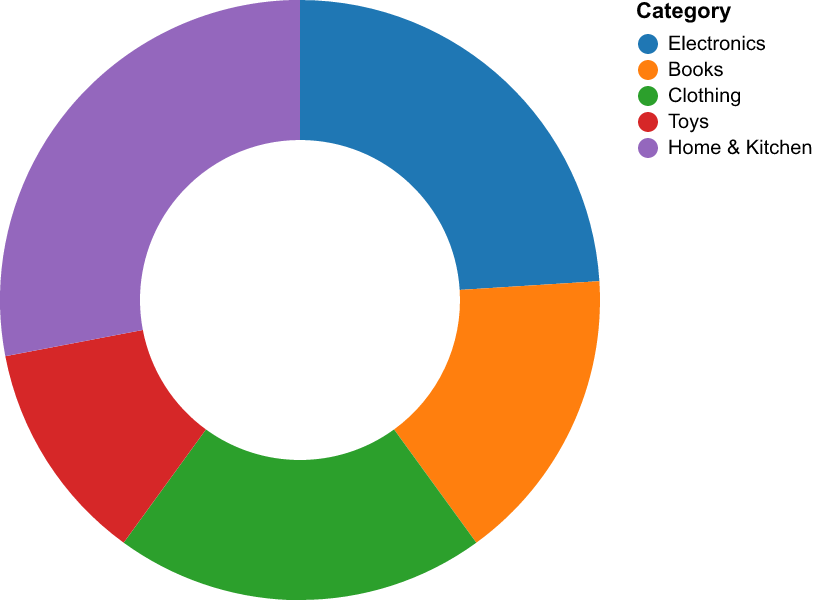 Category
Electronics
Books
Clothing
Toys
Home & Kitchen